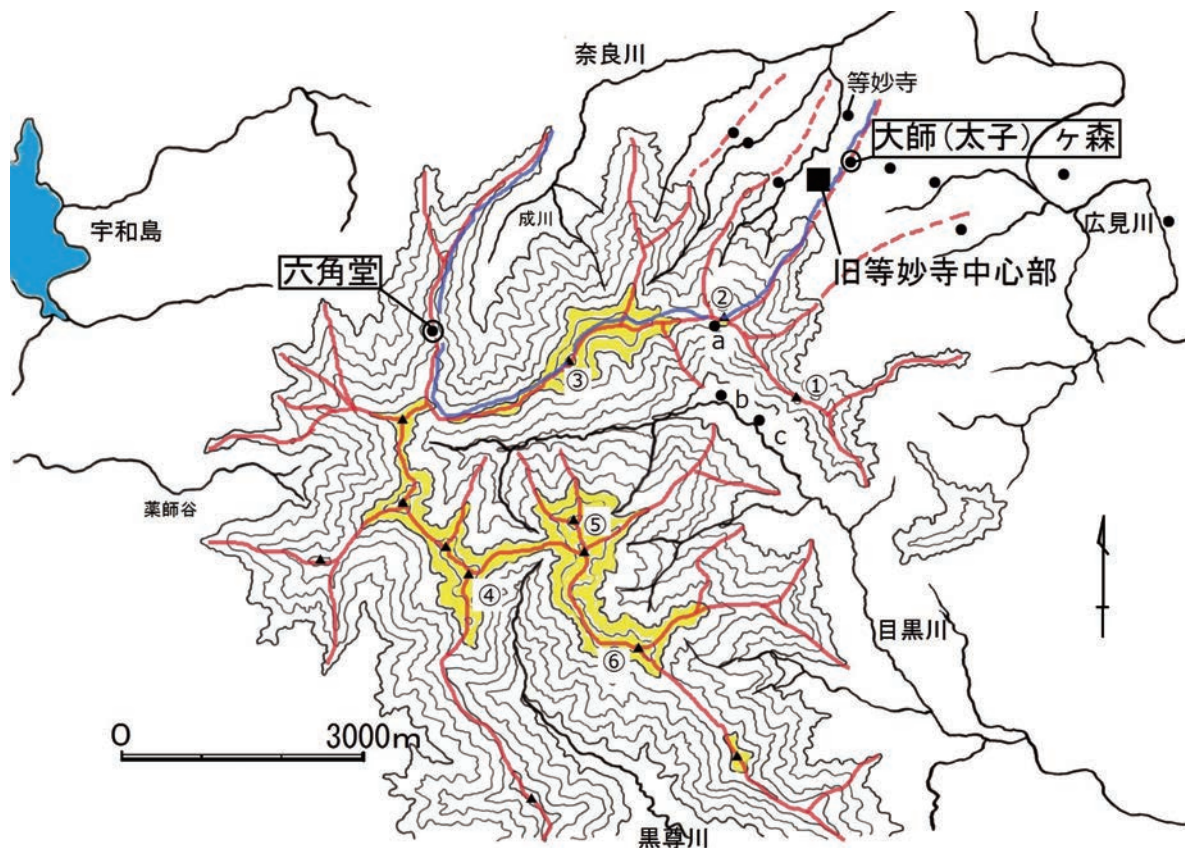 奈良川
等妙寺
大師(太子)ヶ森
広見川
宇和島
成川
旧等妙寺中心部
六角堂
②
a
③
①
b
c
薬師谷
⑤
④
⑥
目黒川
0 3000m
黒尊川